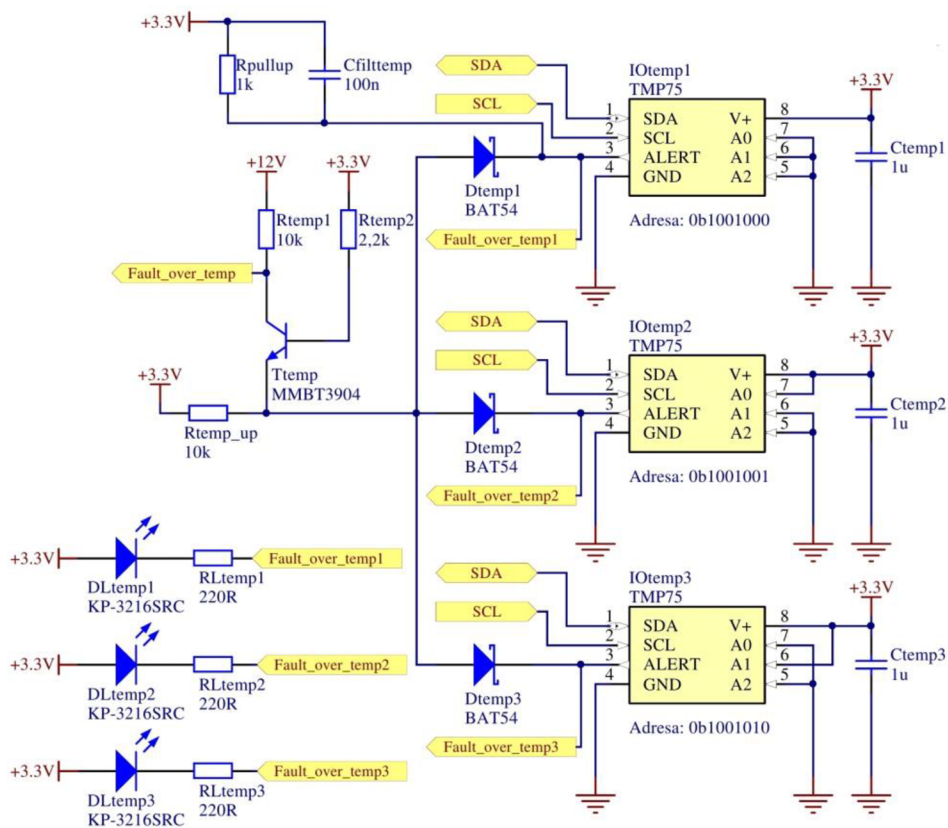 +3.3V
Rpullup
1k
Cfilttemp
100n
SDA
SCL
IOtemp1
TMP75
1
2
3
4
SDA
SCL
ALERT
GND
V+
A0
A1
A2
8
7
6
5
+3.3V
Ctemp1
1u
Dtemp1
BAT54
Adresa: 0b1001000
Fault_over_temp1
+12V
+3.3V
Rtemp1
10k
Rtemp2
2,2k
Fault_over_temp
Ttemp
MMBT3904
+3.3V
Rtemp_up
10k
SDA
SCL
IOtemp2
TMP75
1
2
3
4
SDA
SCL
ALERT
GND
V+
A0
A1
A2
8
7
6
5
+3.3V
Ctemp2
1u
Dtemp2
BAT54
Adresa: 0b1001001
Fault_over_temp2
+3.3V
DLtemp1
KP-3216SRC
RLtemp1
220R
Fault_over_temp1
+3.3V
DLtemp2
KP-3216SRC
RLtemp2
220R
Fault_over_temp2
+3.3V
DLtemp3
KP-3216SRC
RLtemp3
220R
Fault_over_temp3
SDA
SCL
IOtemp3
TMP75
1
2
3
4
SDA
SCL
ALERT
GND
V+
A0
A1
A2
8
7
6
5
+3.3V
Ctemp3
1u
Dtemp3
BAT54
Adresa: 0b1001010
Fault_over_temp3